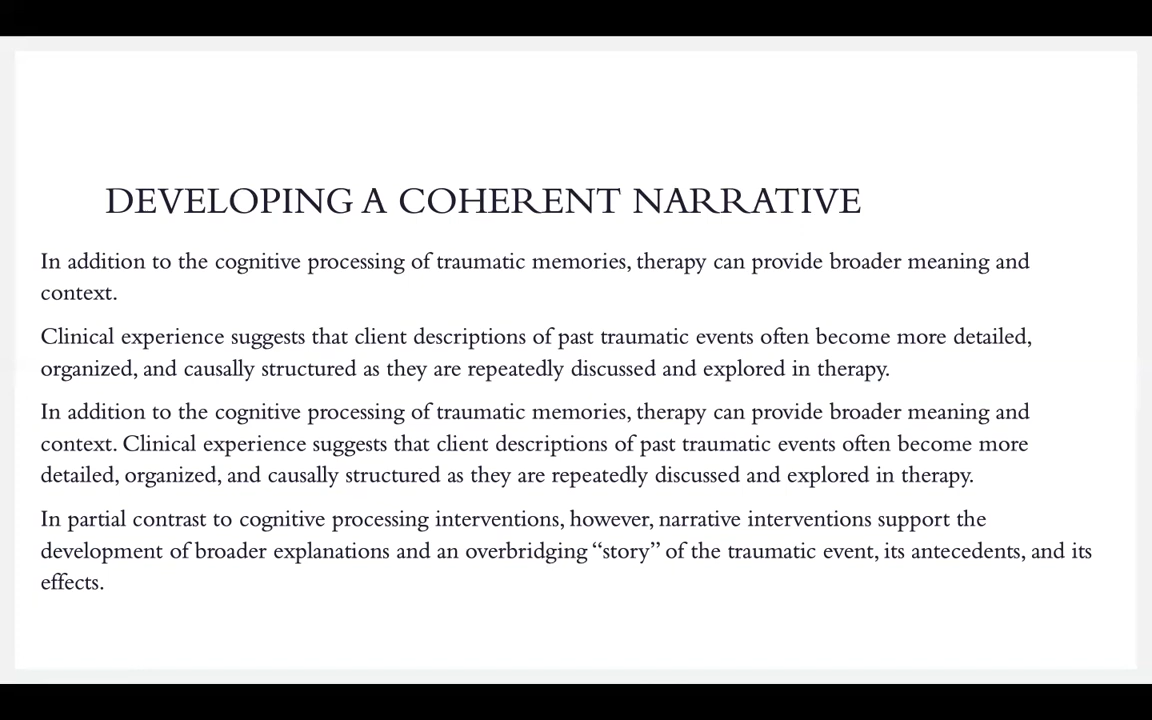 DEVELOPING A COHERENT NARRATIVE
In addition to the cognitive processing of traumatic memories, therapy can provide broader meaning and
context.
Clinical experience suggests that client descriptions of past traumatic events often become more detailed,
organized, and causally structured as they are repeatedly discussed and explored in therapy.
In addition to the cognitive processing of traumatic memories, therapy can provide broader meaning and
context. Clinical experience suggests that client descriptions of past traumatic events often become more
detailed, organized, and causally structured as they are repeatedly discussed and explored in therapy.
In partial contrast to cognitive processing interventions, however, narrative interventions support the
development of broader explanations and an overbridging “story” of the traumatic event, its antecedents, and its
effects.